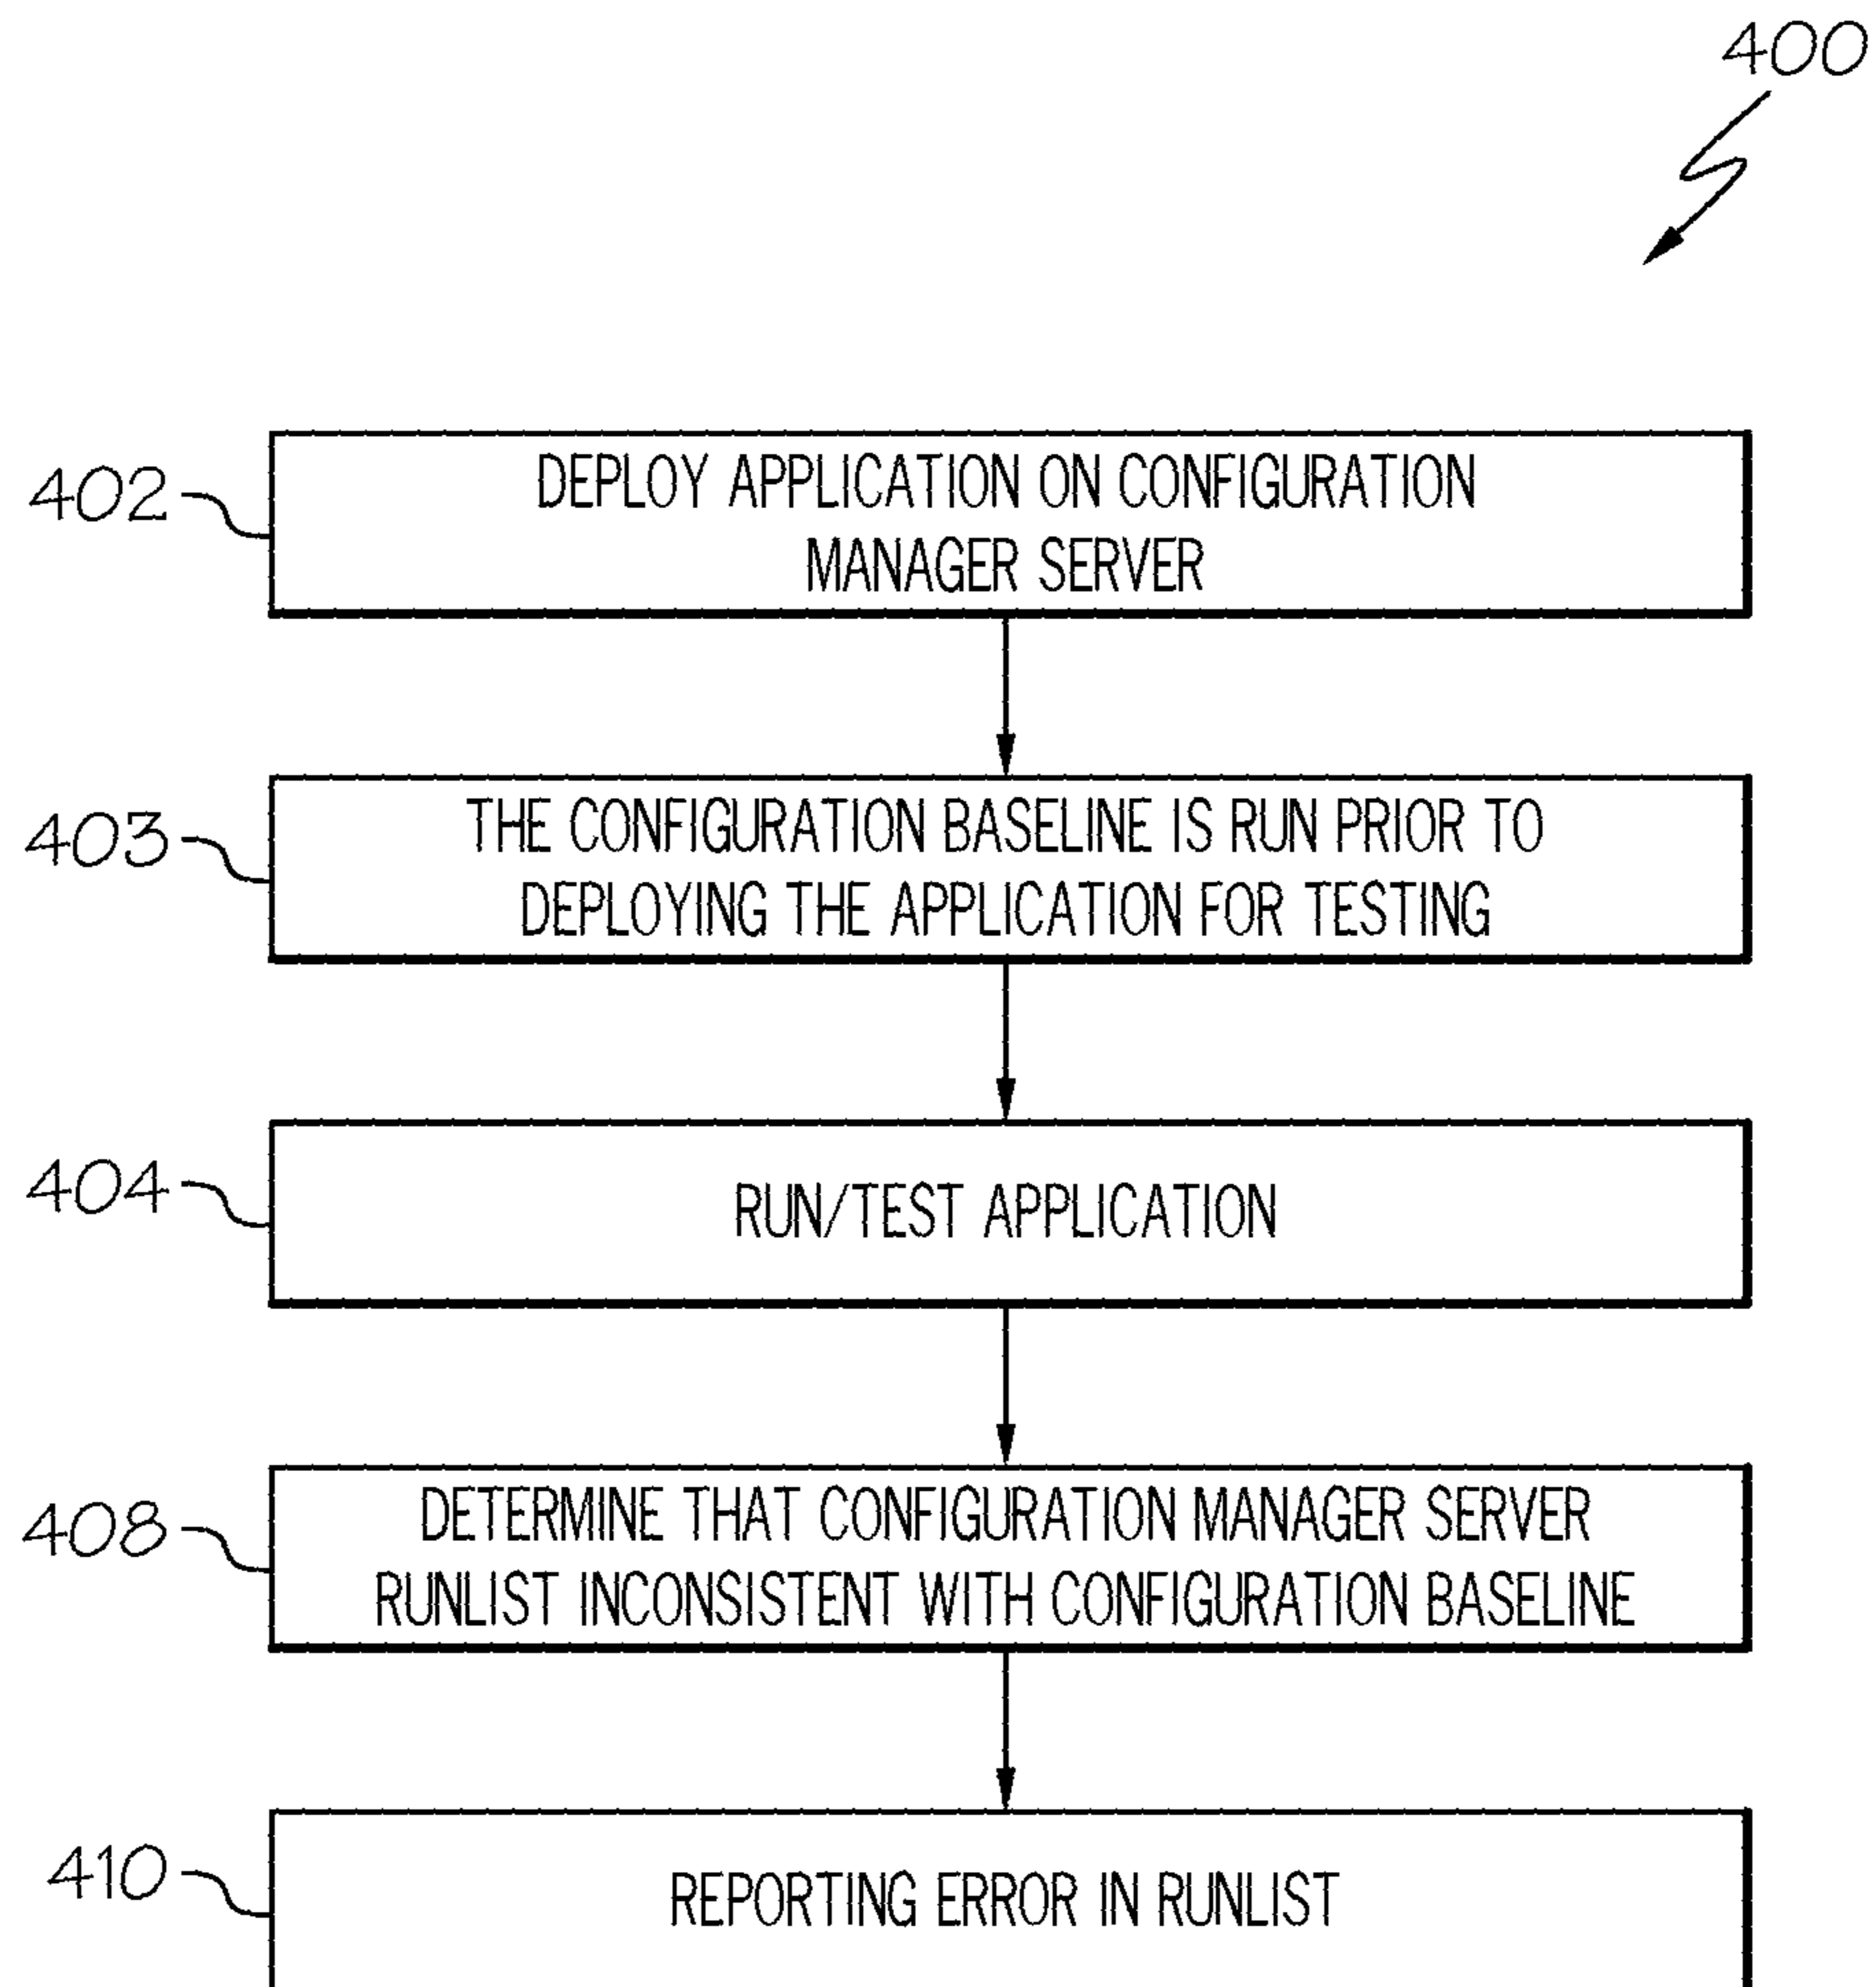 400
402
DEPLOY APPLICATION ON CONFIGURATION
MANAGER SERVER
403
THE CONFIGURATION BASELINE IS RUN PRIOR TO
DEPLOYING THE APPLICATION FOR TESTING
404
RUN/TEST APPLICATION
408
DETERMINE THAT CONFIGURATION MANAGER SERVER
RUNLIST INCONSISTENT WITH CONFIGURATION BASELINE
410
REPORTING ERROR IN RUNLIST